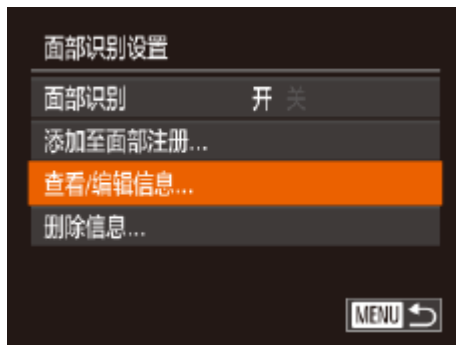 面部识别设置
面部识别 开 关
添加至面部注册...
查看/编辑信息...
删除信息...
MENU